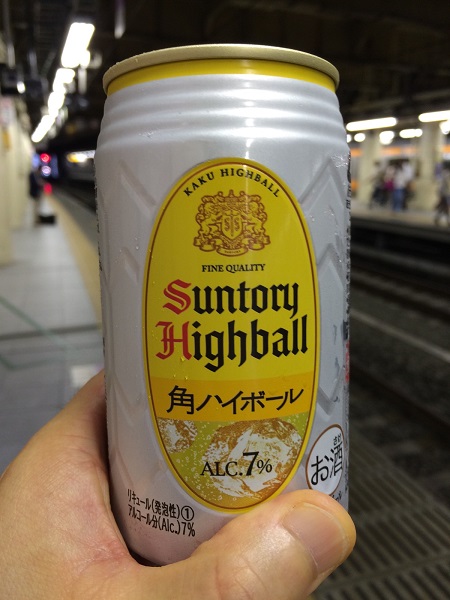 KAKU HIGHBALL
SS
FINE QUALITY
Suntory
Highball
角ハイボール
ALC.7%
お酒
リキュール(発泡性)①
アルコール分(Alc.)7%